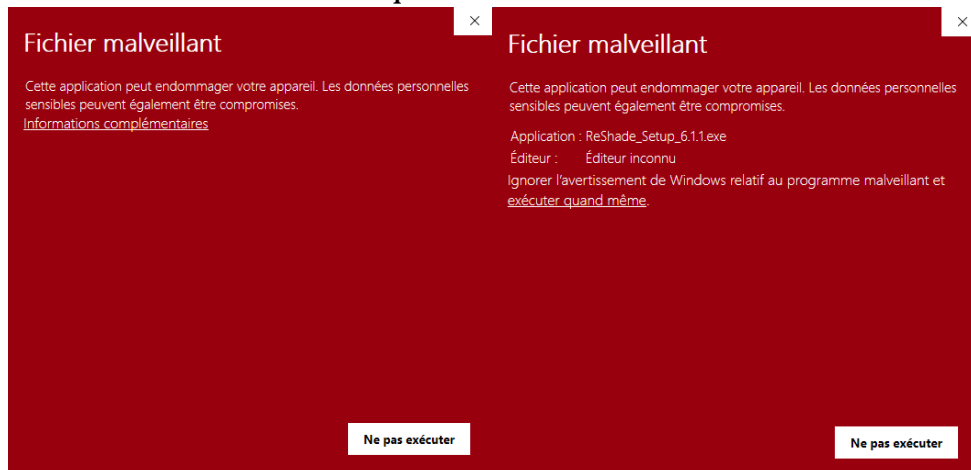 Fichier malveillant
Cette application peut endommager votre appareil. Les données personnelles
sensibles peuvent également être compromises.
Informations complémentaires
Ne pas exécuter
Fichier malveillant
Cette application peut endommager votre appareil. Les données personnelles
sensibles peuvent également être compromises.
Application : ReShade_Setup_6.1.1.exe
Éditeur : Éditeur inconnu
Ignorer l'avertissement de Windows relatif au programme malveillant et
exécuter quand même.
Ne pas exécuter